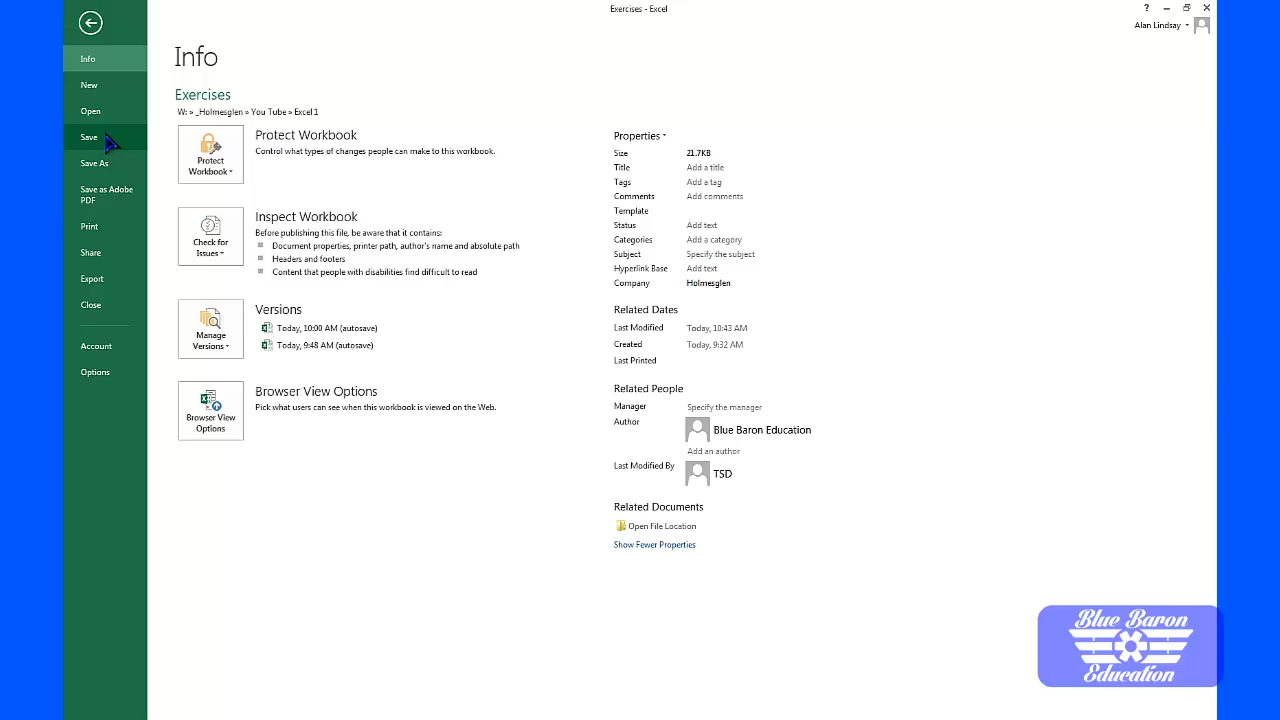 Exercises - Excel
?
Alan Lindsay
Info
New
Open
Save
Save As
Save as Adobe
PDF
Print
Share
Export
Close
Account
Options
Info
Exercises
W: » _Holmesglen » You Tube » Excel 1
Protect
Workbook
Protect Workbook
Control what types of changes people can make to this workbook.
Check for
Issues
Inspect Workbook
Before publishing this file, be aware that it contains:
Document properties, printer path, author's name and absolute path
Headers and footers
Content that people with disabilities find difficult to read
Manage
Versions
Versions
Today, 10:00 AM (autosave)
Today, 9:48 AM (autosave)
Browser View
Options
Browser View Options
Pick what users can see when this workbook is viewed on the Web.
Properties
Size 21.7KB
Title Add a title
Tags Add a tag
Comments Add comments
Template
Status Add text
Categories Add a category
Subject Specify the subject
Hyperlink Base Add text
Company Holmesglen
Related Dates
Last Modified Today, 10:43 AM
Created Today, 9:32 AM
Last Printed
Related People
Manager Specify the manager
Author Blue Baron Education
Add an author
Last Modified By TSD
Related Documents
Open File Location
Show Fewer Properties
Blue Baron
Education